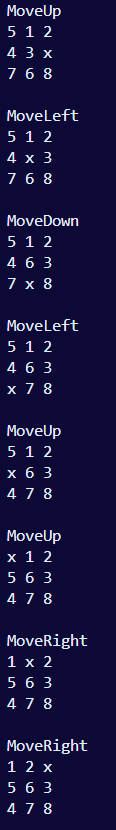 MoveUp
5 1 2
4 3 x
7 6 8

MoveLeft
5 1 2
4 x 3
7 6 8

MoveDown
5 1 2
4 6 3
7 x 8

MoveLeft
5 1 2
4 6 3
x 7 8

MoveUp
5 1 2
x 6 3
4 7 8

MoveUp
x 1 2
5 6 3
4 7 8

MoveRight
1 x 2
5 6 3
4 7 8

MoveRight
1 2 x
5 6 3
4 7 8